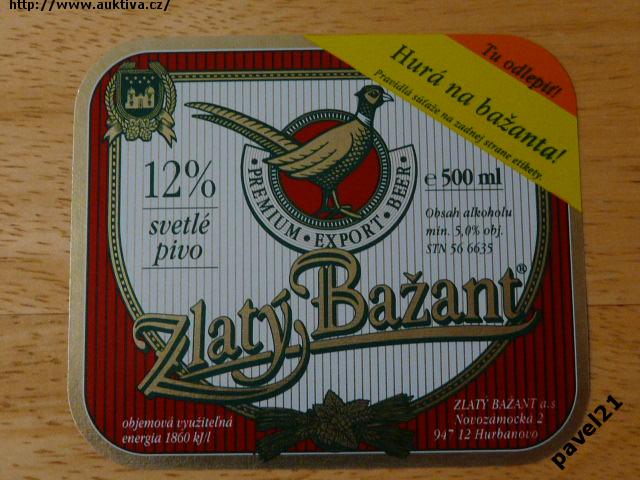 http://www.auktiva.cz/
Tu odlepiť!
Hurá na bažanta!
Pravidlá súťaže na zadnej strane etikety.
12%
svetlé
pivo
PREMIUM · EXPORT · BEER
e 500 ml
Obsah alkoholu
min. 5,0% obj.
STN 56 6635
Zlatý Bažant®
objemová využiteľná
energia 1860 kJ/l
ZLATÝ BAŽANT a.s.
Novozámocká 2
947 12 Hurbanovo
pavel21